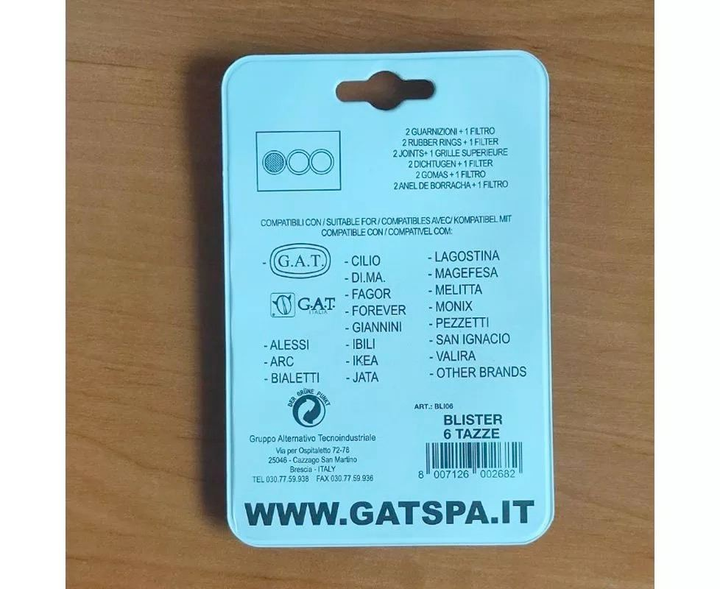 2 GUARNIZIONI + 1 FILTRO
2 RUBBER RINGS + 1 FILTER
2 JOINTS+ 1 GRILLE SUPERIEURE
2 DICHTUGEN + 1 FILTER
2 GOMAS + 1 FILTRO
2 ANEL DE BORRACHA + 1 FILTRO
COMPATIBILI CON / SUITABLE FOR / COMPATIBLES AVEC/ KOMPATIBEL MIT
COMPATIBLE CON / COMPATIVEL COM:
- G.A.T.
G.A.T.
ITALIA
- ALESSI
- ARC
- BIALETTI
- CILIO
- DI.MA.
- FAGOR
- FOREVER
- GIANNINI
- IBILI
- IKEA
- JATA
- LAGOSTINA
- MAGEFESA
- MELITTA
- MONIX
- PEZZETTI
- SAN IGNACIO
- VALIRA
- OTHER BRANDS
DER GRÜNE PUNKT
Gruppo Alternativo Tecnoindustriale
Via per Ospitaletto 72-76
25046 - Cazzago San Martino
Brescia - ITALY
TEL 030.77.59.938 FAX 030.77.59.936
ART.: BLI06
BLISTER
6 TAZZE
8 007126 002682
WWW.GATSPA.IT